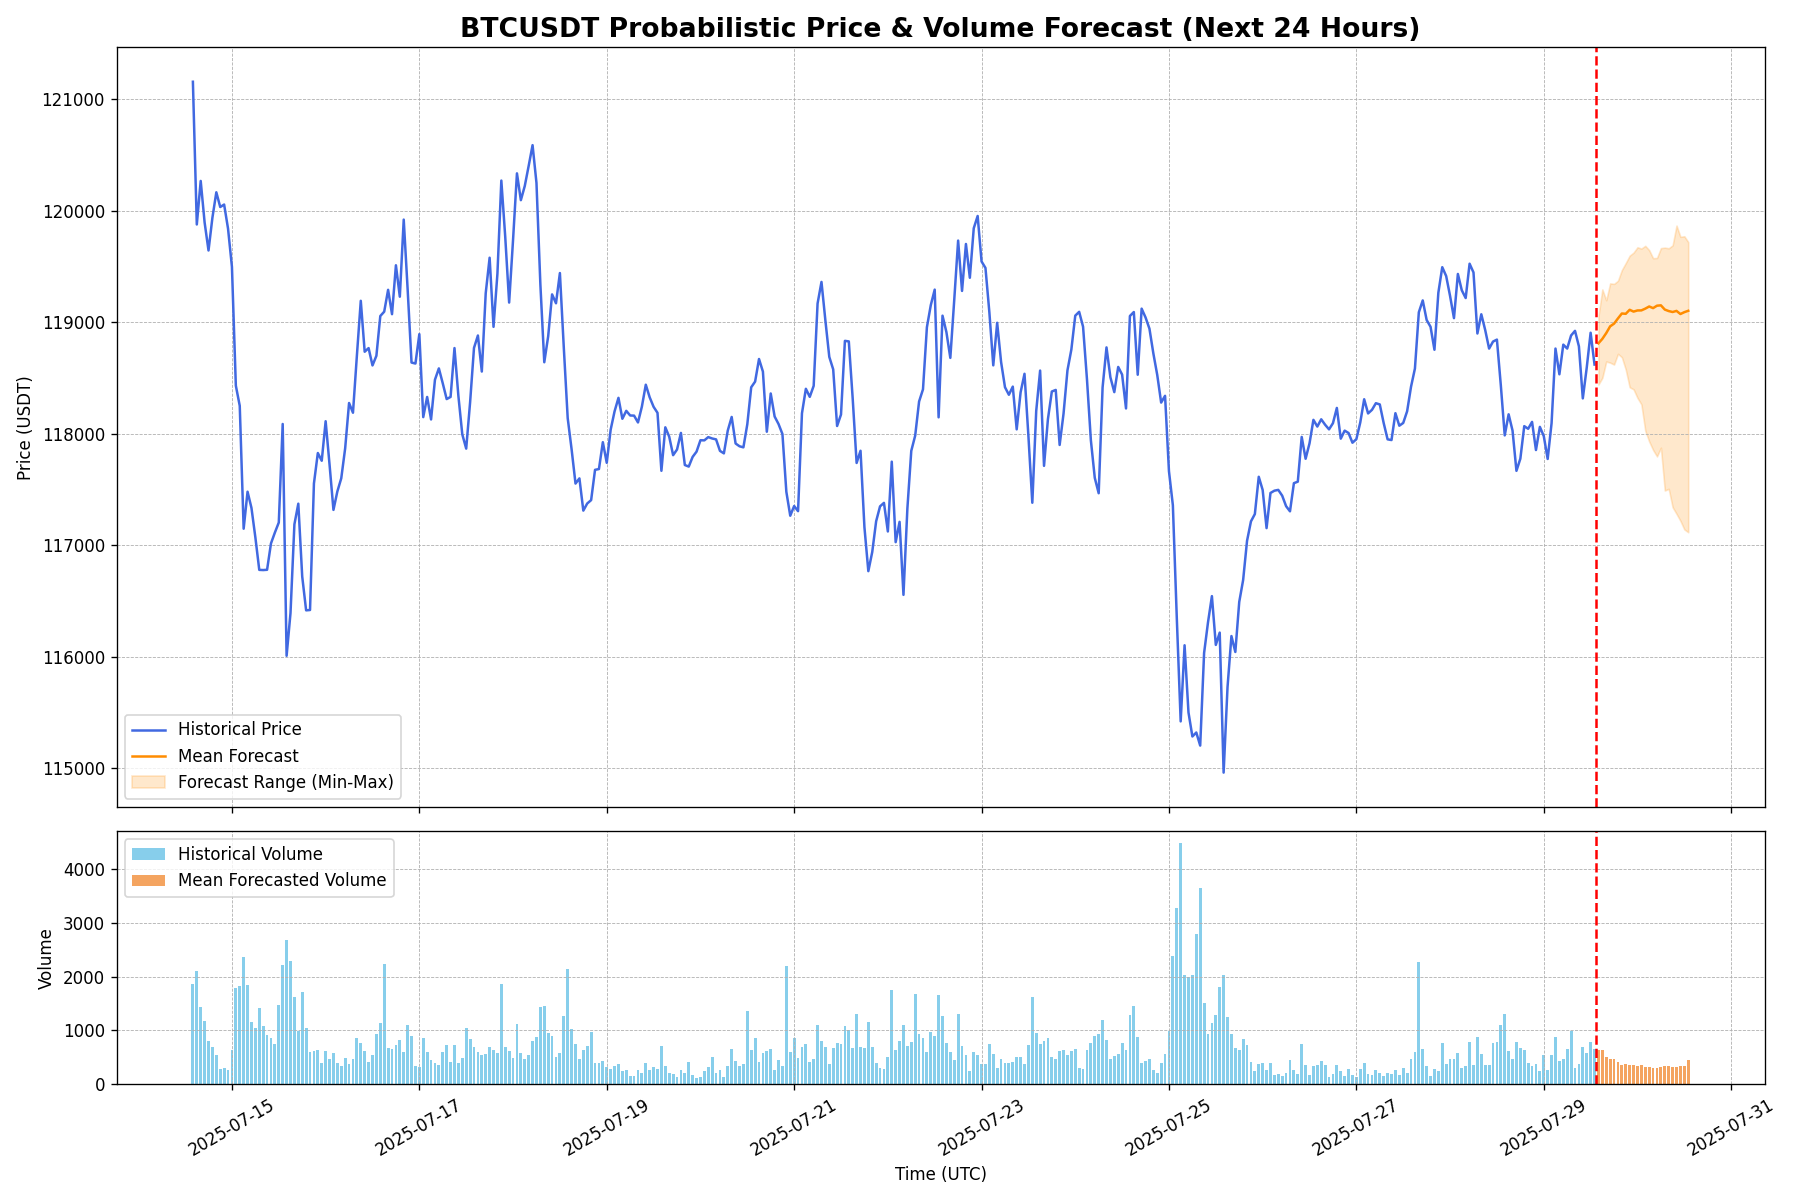 BTCUSDT Probabilistic Price & Volume Forecast (Next 24 Hours)
121000
120000
119000
118000
117000
116000
115000
Price (USDT)
Historical Price
Mean Forecast
Forecast Range (Min-Max)
Historical Volume
Mean Forecasted Volume
4000
3000
2000
1000
0
Volume
2025-07-15
2025-07-17
2025-07-19
2025-07-21
2025-07-23
2025-07-25
2025-07-27
2025-07-29
2025-07-31
Time (UTC)